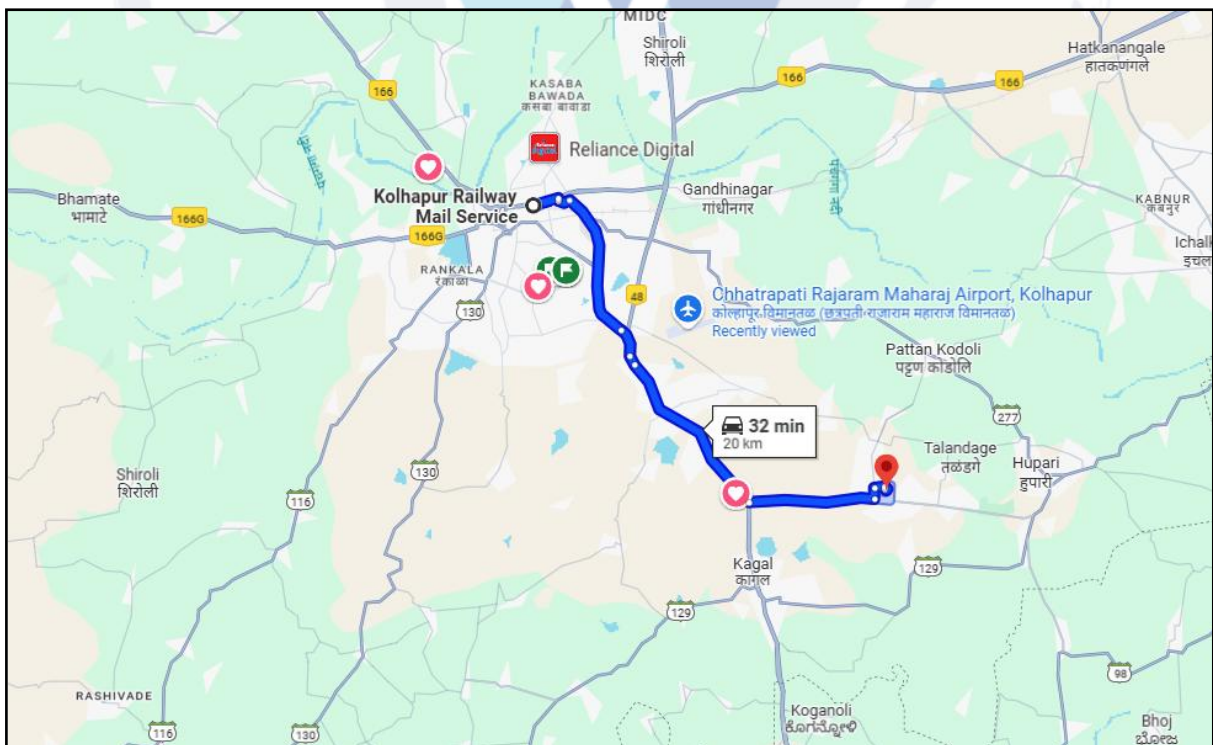 MIDC
Shiroli
शिरोली
Hatkanangale
हातकणंगले
166
166
166
KASABA
BAWADA
कसबा बावाडा
Reliance Digital
Bhamate
भामाटे
166G
Kolhapur Railway
Mail Service
166G
Gandhinagar
गांधीनगर
KABNUR
कबनुर
Ichalk
इचल
RANKALA
रंकाळा
130
48
Chhatrapati Rajaram Maharaj Airport, Kolhapur
कोल्हापूर विमानतळ (छत्रपती राजाराम महाराज विमानतळ)
Recently viewed
Pattan Kodoli
पट्टण कोडोलि
277
32 min
20 km
Talandage
तळंदगे
Hupari
हुपारी
Shiroli
शिरोली
130
116
Kagal
कागल
129
129
98
RASHIVADE
116
130
Koganoli
ಕೊಗನ್ನೋಳಿ
Bhoj
ಬೋಜ